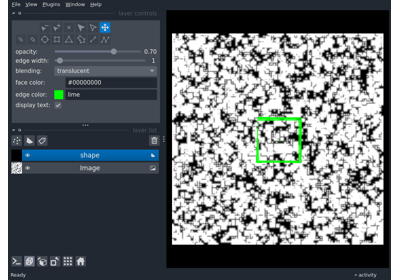 File View Plugins Window Help
layer controls
opacity: 0.70
edge width: 1
blending: translucent
face color: #00000000
edge color: lime
display text:
layer list
shape
Image
Ready
activity